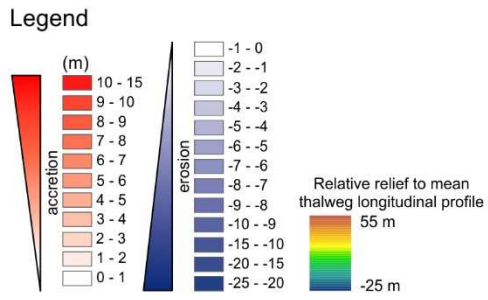 Legend
(m)
10 - 15
9 - 10
8 - 9
7 - 8
6 - 7
5 - 6
4 - 5
3 - 4
2 - 3
1 - 2
0 - 1
accretion
-1 - 0
-2 - -1
-3 - -2
-4 - -3
-5 - -4
-6 - -5
-7 - -6
-8 - -7
-9 - -8
-10 - -9
-15 - -10
-20 - -15
-25 - -20
erosion
Relative relief to mean
thalweg longitudinal profile
55 m
-25 m